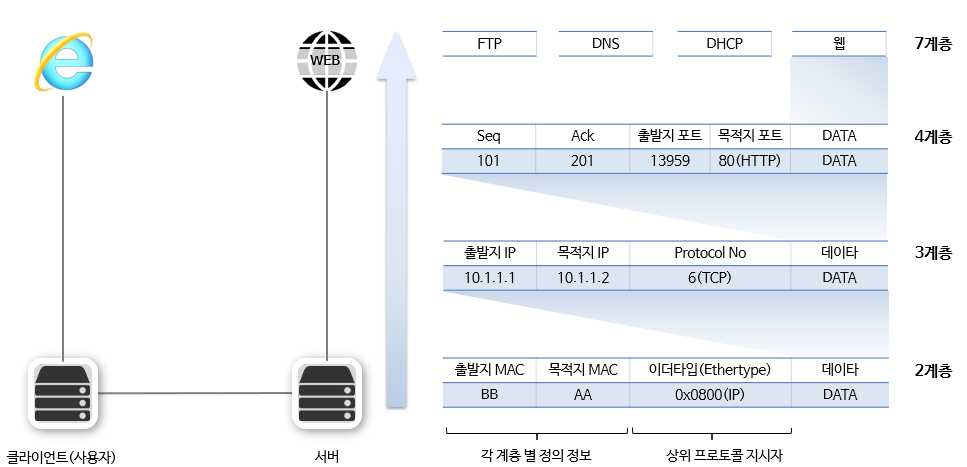 FTP DNS DHCP 웹 7계층
WEB
Seq Ack 출발지 포트 목적지 포트 DATA 4계층
101 201 13959 80(HTTP) DATA
출발지 IP 목적지 IP Protocol No 데이타 3계층
10.1.1.1 10.1.1.2 6(TCP) DATA
출발지 MAC 목적지 MAC 이더타입(Ethertype) 데이타 2계층
BB AA 0x0800(IP) DATA
클라이언트(사용자) 서버 각 계층 별 정의 정보 상위 프로토콜 지시자